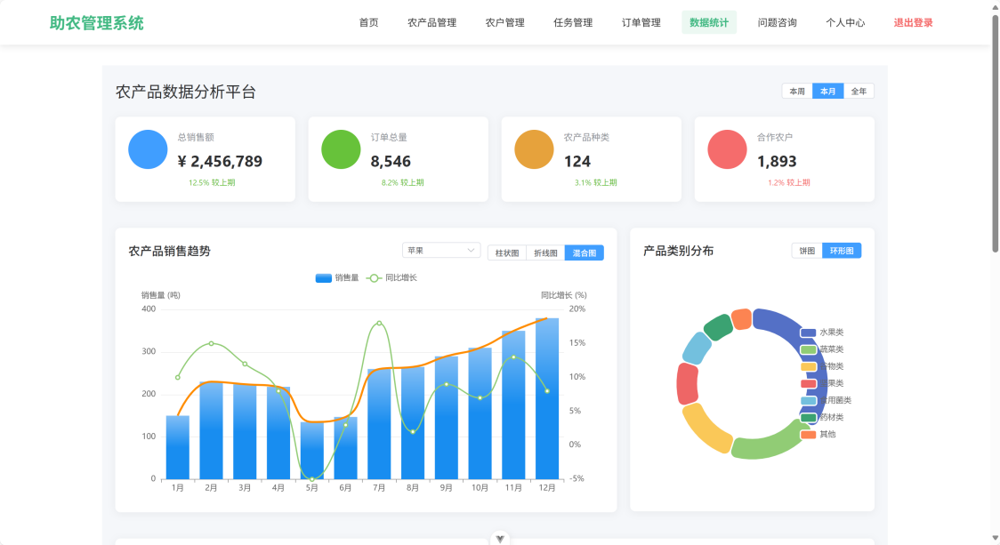 助农管理系统
首页 农产品管理 农户管理 任务管理 订单管理 数据统计 问题咨询 个人中心 退出登录
农产品数据分析平台
本周 本月 全年
总销售额
¥ 2,456,789
12.5% 较上期
订单总量
8,546
8.2% 较上期
农产品种类
124
3.1% 较上期
合作农户
1,893
1.2% 较上期
农产品销售趋势
苹果
柱状图 折线图 混合图
销售量 同比增长
销售量 (吨)
同比增长 (%)
400
300
200
100
0
20%
15%
10%
5%
0%
-5%
1月 2月 3月 4月 5月 6月 7月 8月 9月 10月 11月 12月
产品类别分布
饼图 环形图
水果类
蔬菜类
物类
果类
用菌类
药材类
其他